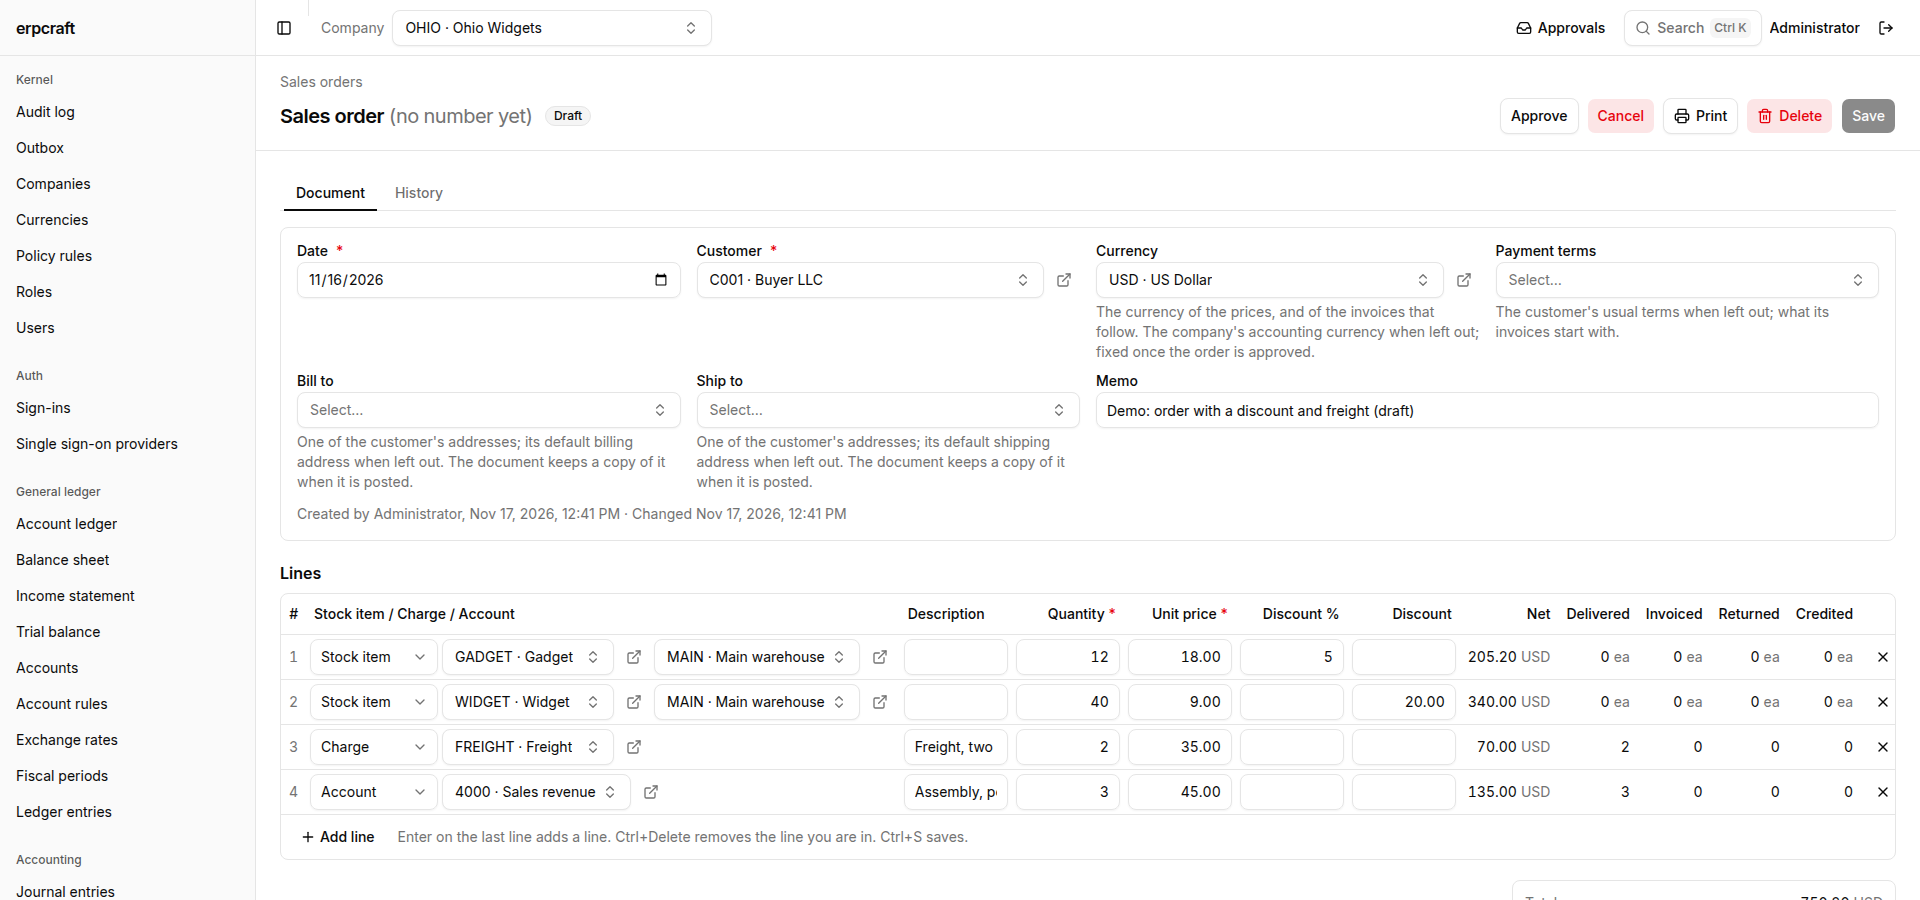 erpcraft
Company
OHIO · Ohio Widgets
Approvals
Search Ctrl K
Administrator
Kernel
Audit log
Outbox
Companies
Currencies
Policy rules
Roles
Users
Auth
Sign-ins
Single sign-on providers
General ledger
Account ledger
Balance sheet
Income statement
Trial balance
Accounts
Account rules
Exchange rates
Fiscal periods
Ledger entries
Accounting
Journal entries
Sales orders
Sales order (no number yet) Draft
Approve Cancel Print Delete Save
Document History
Date * Customer * Currency Payment terms
11/16/2026 C001 · Buyer LLC USD · US Dollar Select...
The currency of the prices, and of the invoices that
follow. The company's accounting currency when left out;
fixed once the order is approved.
The customer's usual terms when left out; what its
invoices start with.
Bill to Ship to Memo
Select... Select... Demo: order with a discount and freight (draft)
One of the customer's addresses; its default billing
address when left out. The document keeps a copy of it
when it is posted.
One of the customer's addresses; its default shipping
address when left out. The document keeps a copy of it
when it is posted.
Created by Administrator, Nov 17, 2026, 12:41 PM · Changed Nov 17, 2026, 12:41 PM
Lines
# Stock item / Charge / Account Description Quantity * Unit price * Discount % Discount Net Delivered Invoiced Returned Credited
1 Stock item GADGET · Gadget MAIN · Main warehouse 12 18.00 5 205.20 USD 0 ea 0 ea 0 ea 0 ea
2 Stock item WIDGET · Widget MAIN · Main warehouse 40 9.00 20.00 340.00 USD 0 ea 0 ea 0 ea 0 ea
3 Charge FREIGHT · Freight Freight, two 2 35.00 70.00 USD 2 0 0 0
4 Account 4000 · Sales revenue Assembly, 3 45.00 135.00 USD 3 0 0 0
Add line Enter on the last line adds a line. Ctrl+Delete removes the line you are in. Ctrl+S saves.